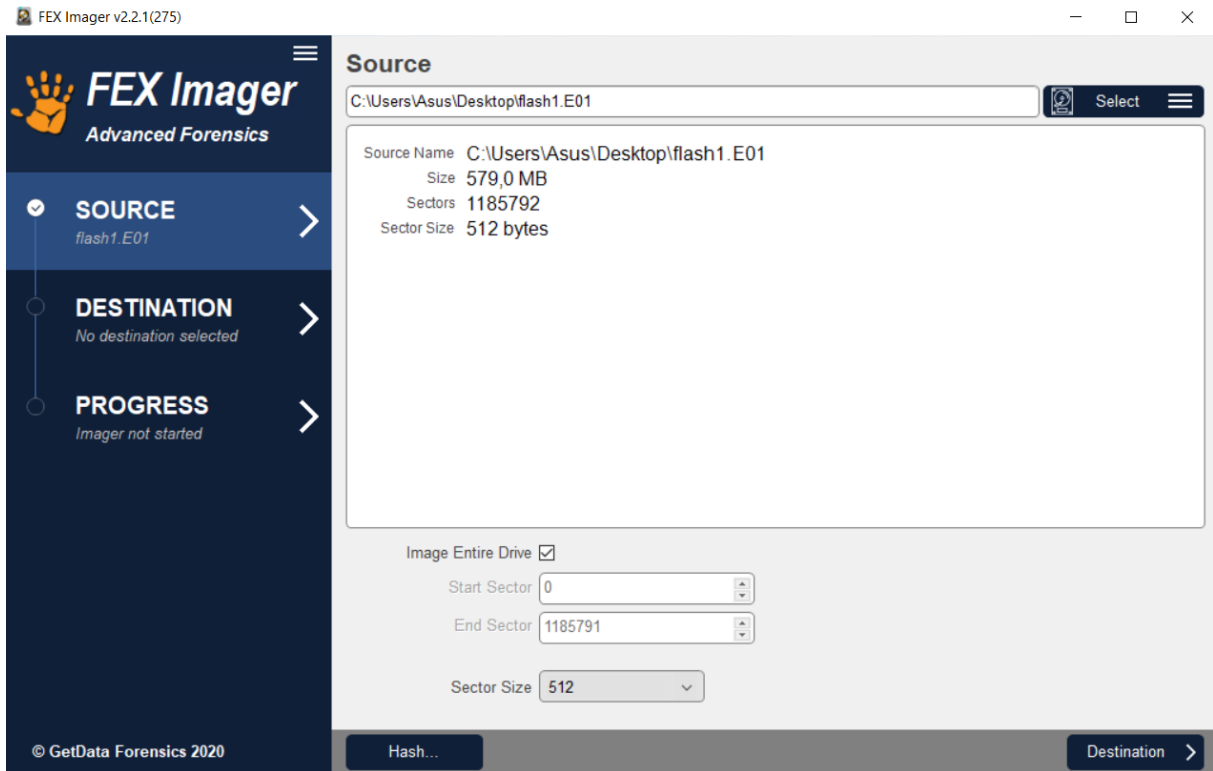 FEX Imager v2.2.1(275)
FEX Imager
Advanced Forensics
SOURCE
flash1.E01
DESTINATION
No destination selected
PROGRESS
Imager not started
© GetData Forensics 2020
Source
C:\Users\Asus\Desktop\flash1.E01
Select
Source Name C:\Users\Asus\Desktop\flash1.E01
Size 579,0 MB
Sectors 1185792
Sector Size 512 bytes
Image Entire Drive
Start Sector 0
End Sector 1185791
Sector Size 512
Hash...
Destination